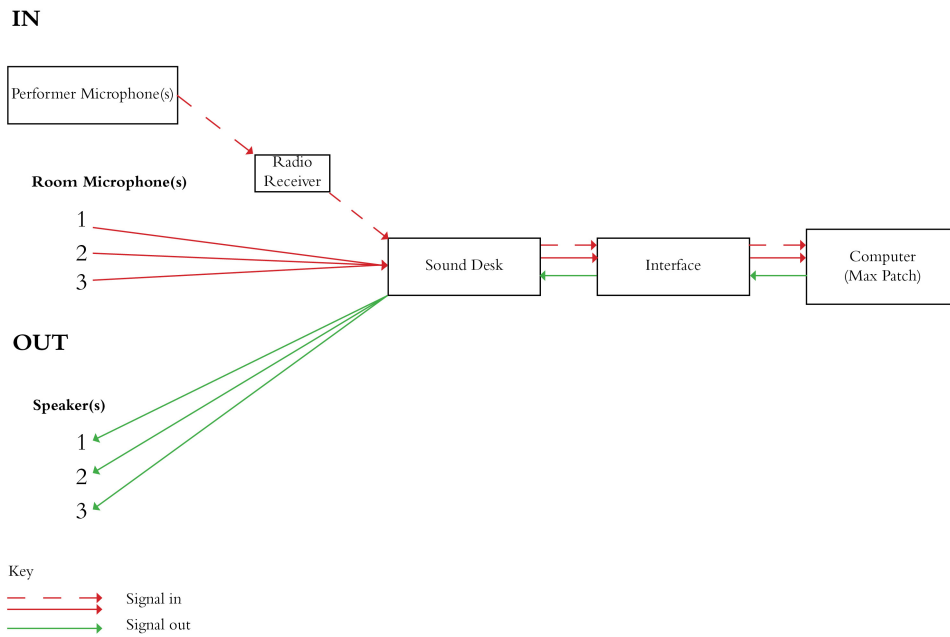 IN
Performer Microphone(s)
Radio
Receiver
Room Microphone(s)
1
2
3
Sound Desk
Interface
Computer
(Max Patch)
OUT
Speaker(s)
1
2
3
Key
Signal in
Signal out